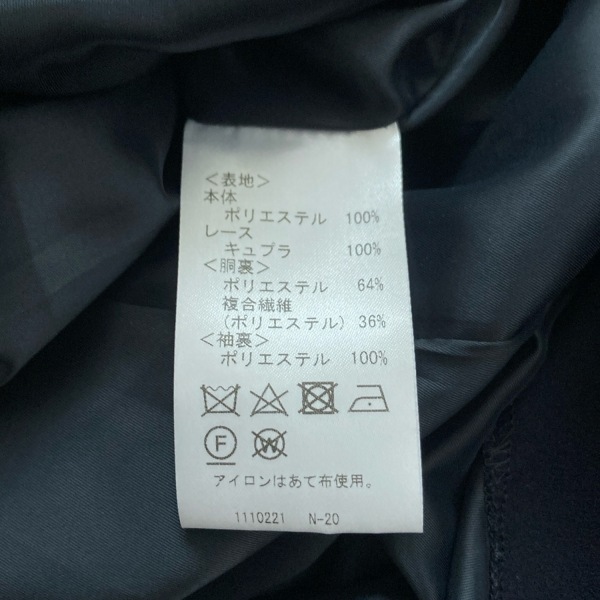 <表地>
本体
ポリエステル 100%
レース
キュプラ 100%
<胴裏>
ポリエステル 64%
複合繊維
(ポリエステル) 36%
<袖裏>
ポリエステル 100%
F W
アイロンはあて布使用。
1110221 N-20